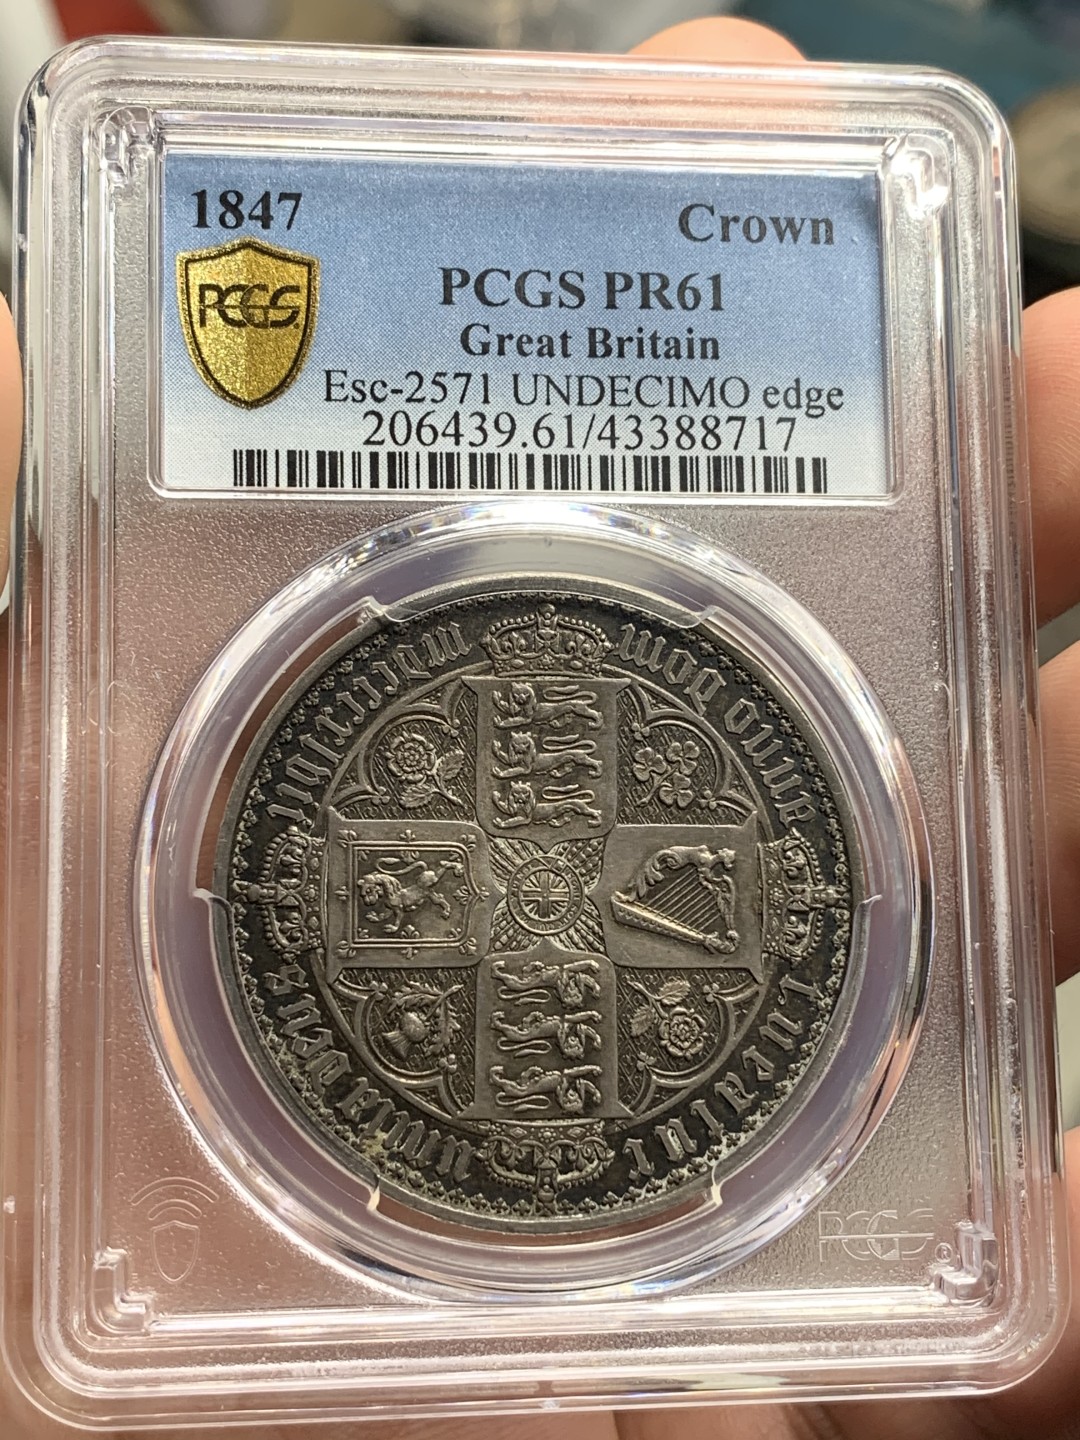 1847
Crown
PCGS
PCGS PR61
Great Britain
Esc-2571 UNDECIMO edge
206439.61/43388717
PCGS